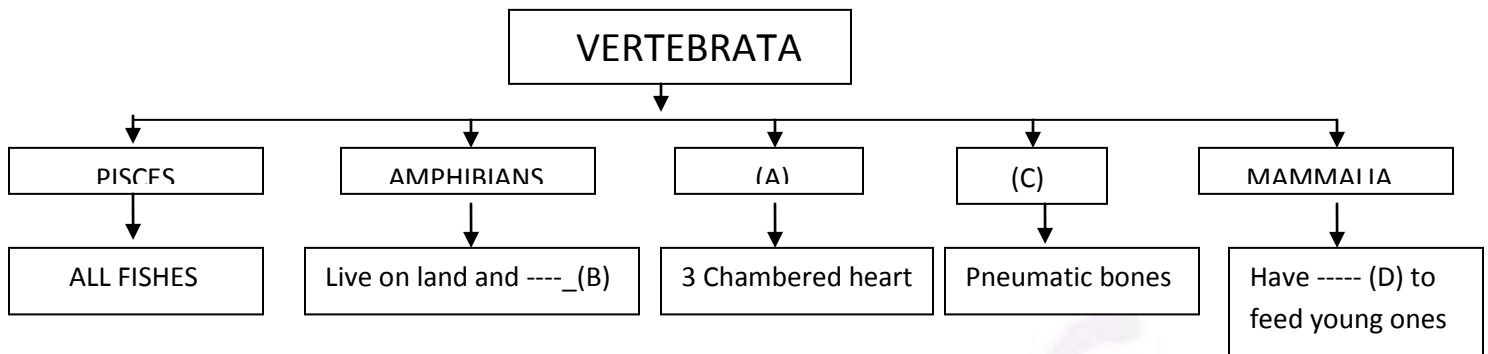 VERTEBRATA
PISCES
AMPHIBIANS
(A)
(C)
MAMMALIA
ALL FISHES
Live on land and ----_(B)
3 Chambered heart
Pneumatic bones
Have ----- (D) to
feed young ones